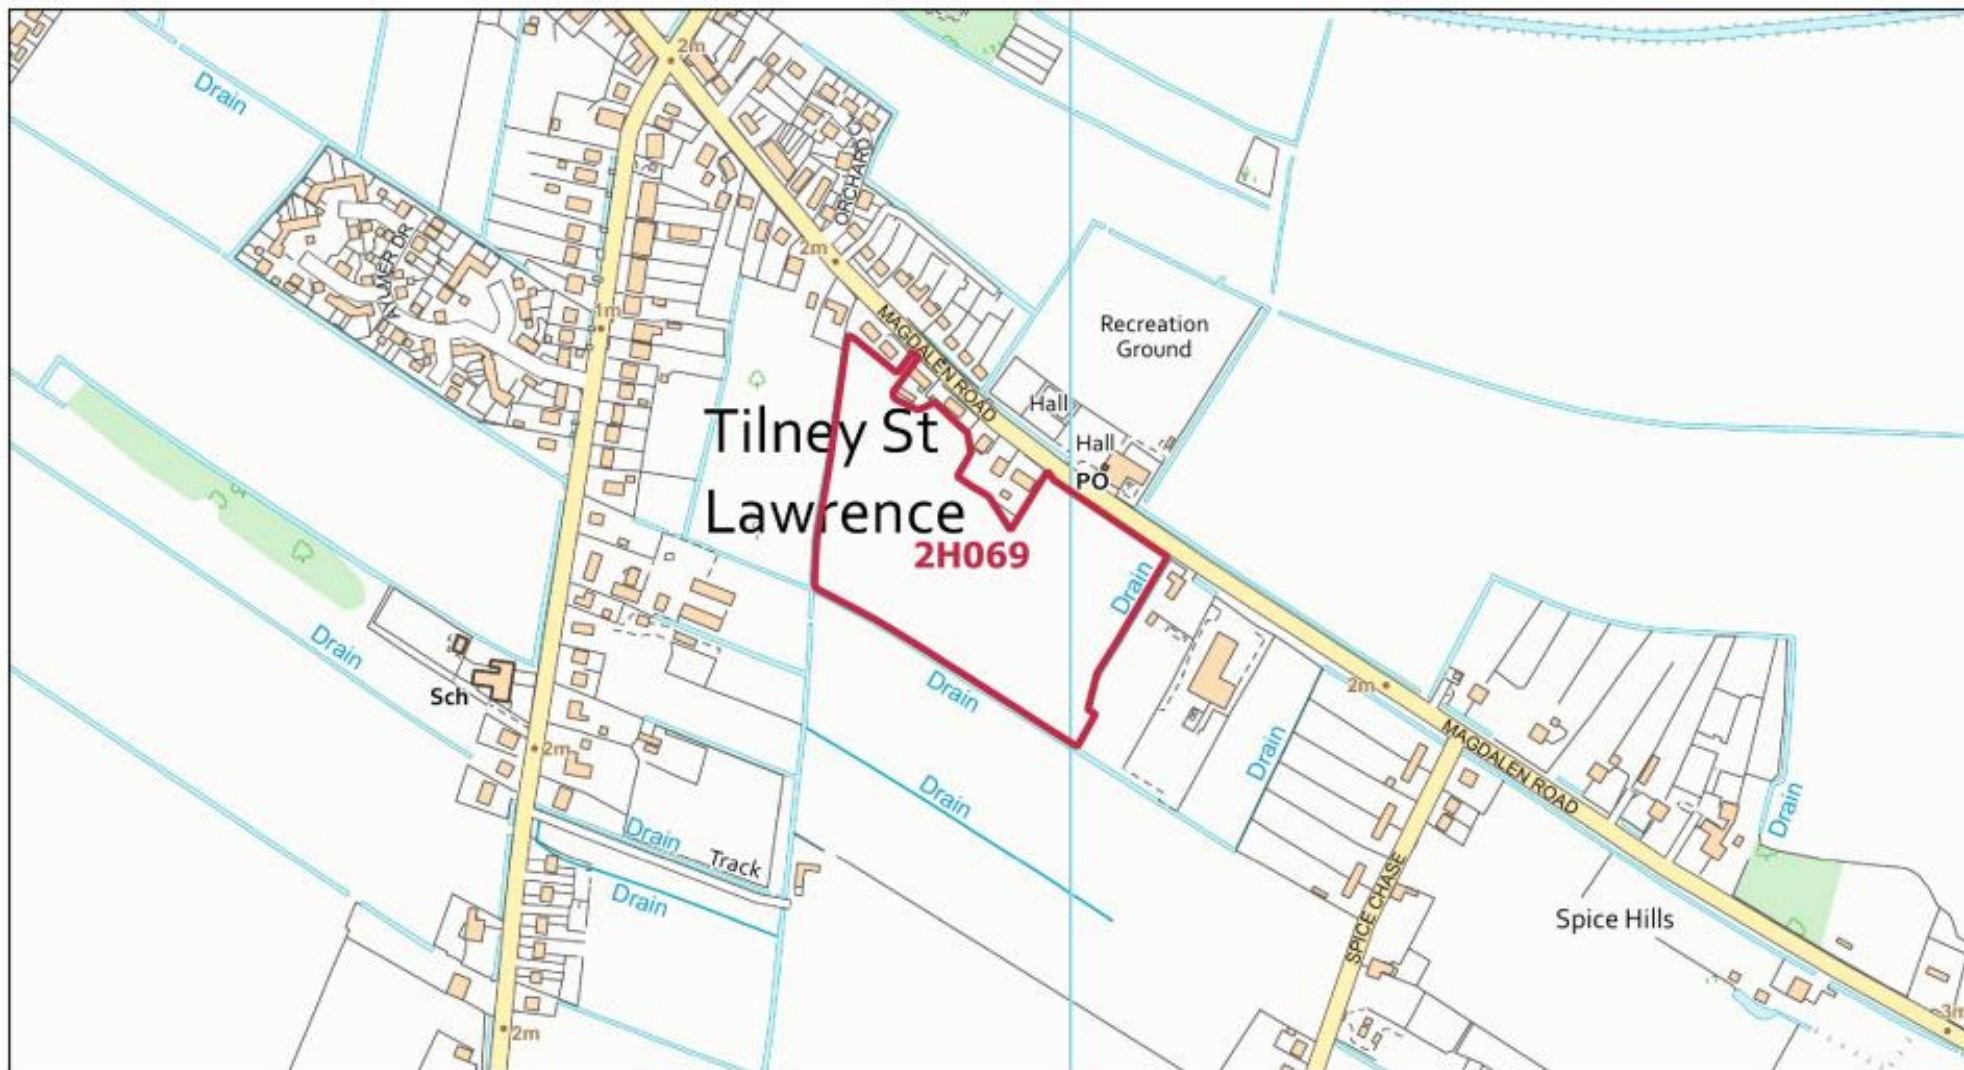 2m
Drain
ORCHARD C
AYLMER DR
2m
1m
MAGDALEN ROAD
Recreation
Ground
Hall
Tilney St
Hall
PO
Lawrence
2H069
Drain
Drain
Sch
Drain
2m
MAGDALEN ROAD
2m
Drain
Drain
Drain
Drain
Track
SPICE CHASE
Drain
Spice Hills
3m
2m